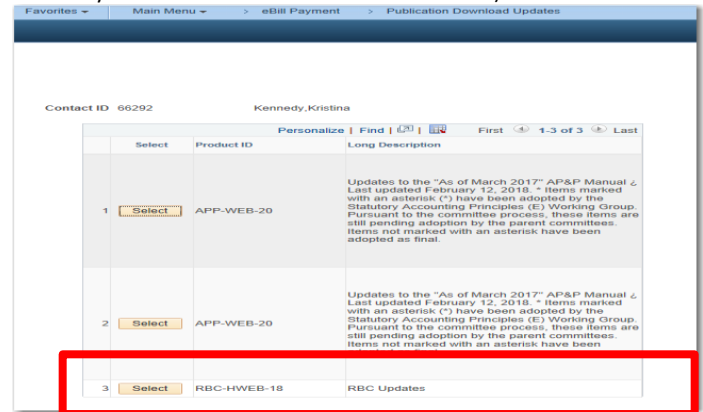 Favorites Main Menu > eBill Payment > Publication Download Updates
Contact ID 66292 Kennedy,Kristina
Personalize | Find | | First 1-3 of 3 Last
Select Product ID Long Description
Updates to the "As of March 2017" AP&P Manual ¿
Last updated February 12, 2018. * Items marked
with an asterisk (*) have been adopted by the
Statutory Accounting Principles (E) Working Group.
1 Select APP-WEB-20 Pursuant to the committee process, these items are
still pending adoption by the parent committees.
Items not marked with an asterisk have been
adopted as final.
Updates to the "As of March 2017" AP&P Manual ¿
Last updated February 12, 2018. * Items marked
with an asterisk (*) have been adopted by the
Statutory Accounting Principles (E) Working Group.
2 Select APP-WEB-20 Pursuant to the committee process, these items are
still pending adoption by the parent committees.
Items not marked with an asterisk have been
3 Select RBC-HWEB-18 RBC Updates